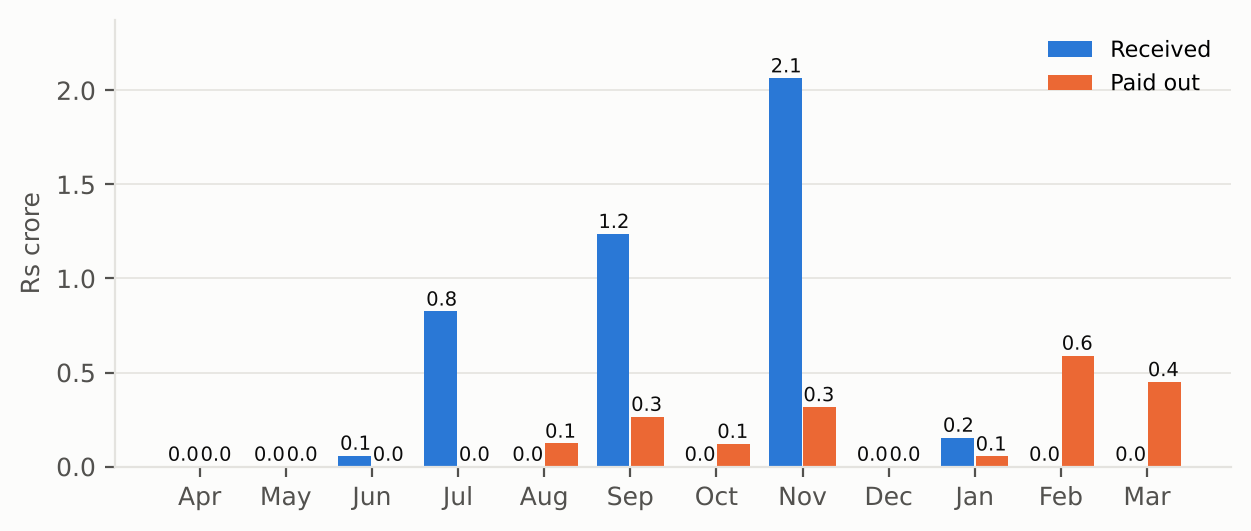 Received
Paid out
Rs crore
2.0
1.5
1.0
0.5
0.0
0.0 0.0 0.0 0.0 0.1 0.0 0.8 0.0 0.0 0.1 1.2 0.3 0.0 0.1 2.1 0.3 0.0 0.0 0.2 0.1 0.0 0.6 0.0 0.4
Apr May Jun Jul Aug Sep Oct Nov Dec Jan Feb Mar